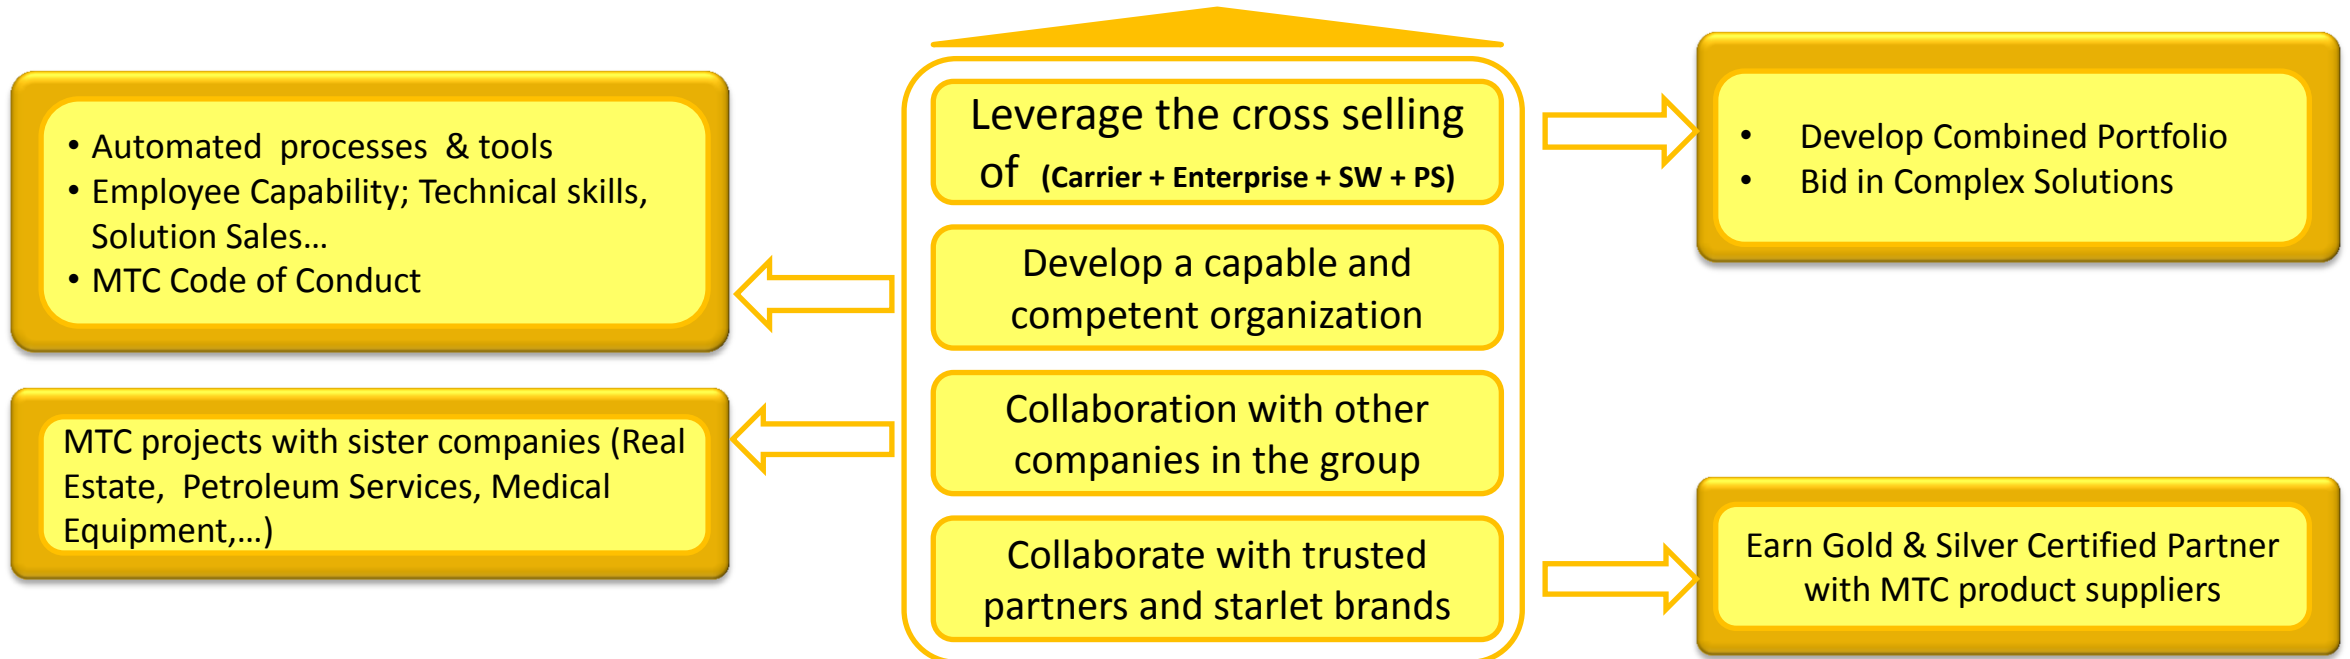 • Automated processes & tools
• Employee Capability; Technical skills,
Solution Sales...
• MTC Code of Conduct
MTC projects with sister companies (Real
Estate, Petroleum Services, Medical
Equipment,...)
Leverage the cross selling
of (Carrier + Enterprise + SW + PS)
Develop a capable and
competent organization
Collaboration with other
companies in the group
Collaborate with trusted
partners and starlet brands
• Develop Combined Portfolio
• Bid in Complex Solutions
Earn Gold & Silver Certified Partner
with MTC product suppliers